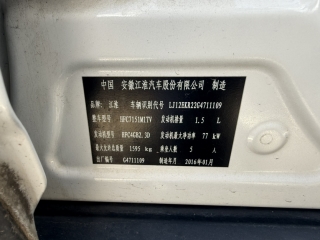 中国 安徽江淮汽车股份有限公司 制造
品牌 江淮 车辆识别代号 LJ12EKR22G4711109
整车型号 HFC7151M1TV 发动机排量 1.5 L
发动机型号 HFC4GB2.3D 发动机最大净功率 77 kW
最大允许总质量 1595 kg 乘坐人数 5 人
出厂编号 G4711109 制造年月 2016年01月